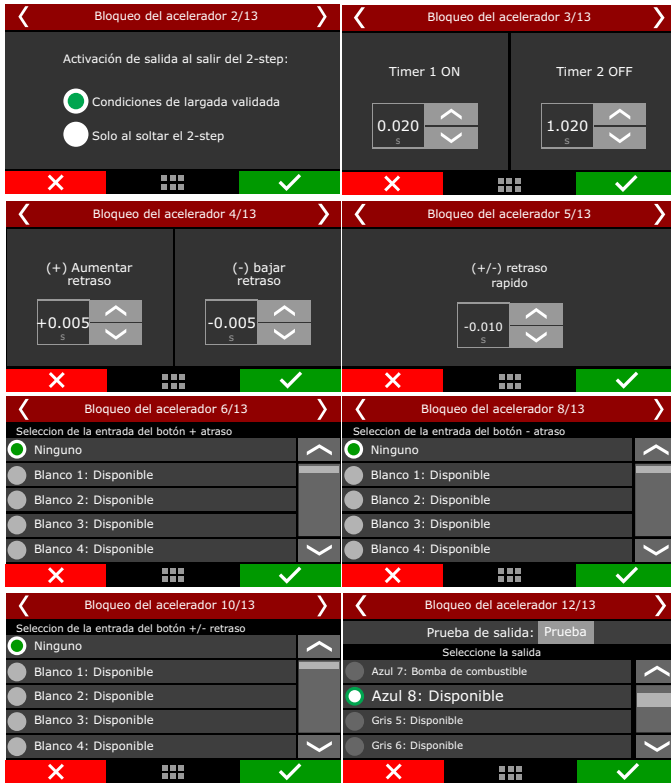 Bloqueo del acelerador 2/13
Activación de salida al salir del 2-step:
Condiciones de largada validada
Solo al soltar el 2-step
Bloqueo del acelerador 3/13
Timer 1 ON
Timer 2 OFF
0.020
s
1.020
s
Bloqueo del acelerador 4/13
(+) Aumentar
retraso
(-) bajar
retraso
+0.005
s
-0.005
s
Bloqueo del acelerador 5/13
(+/-) retraso
rapido
-0.010
s
Bloqueo del acelerador 6/13
Seleccion de la entrada del botón + atraso
Ninguno
Blanco 1: Disponible
Blanco 2: Disponible
Blanco 3: Disponible
Blanco 4: Disponible
Bloqueo del acelerador 8/13
Seleccion de la entrada del botón - atraso
Ninguno
Blanco 1: Disponible
Blanco 2: Disponible
Blanco 3: Disponible
Blanco 4: Disponible
Bloqueo del acelerador 10/13
Seleccion de la entrada del botón +/- retraso
Ninguno
Blanco 1: Disponible
Blanco 2: Disponible
Blanco 3: Disponible
Blanco 4: Disponible
Bloqueo del acelerador 12/13
Prueba de salida: Prueba
Seleccione la salida
Azul 7: Bomba de combustible
Azul 8: Disponible
Gris 5: Disponible
Gris 6: Disponible